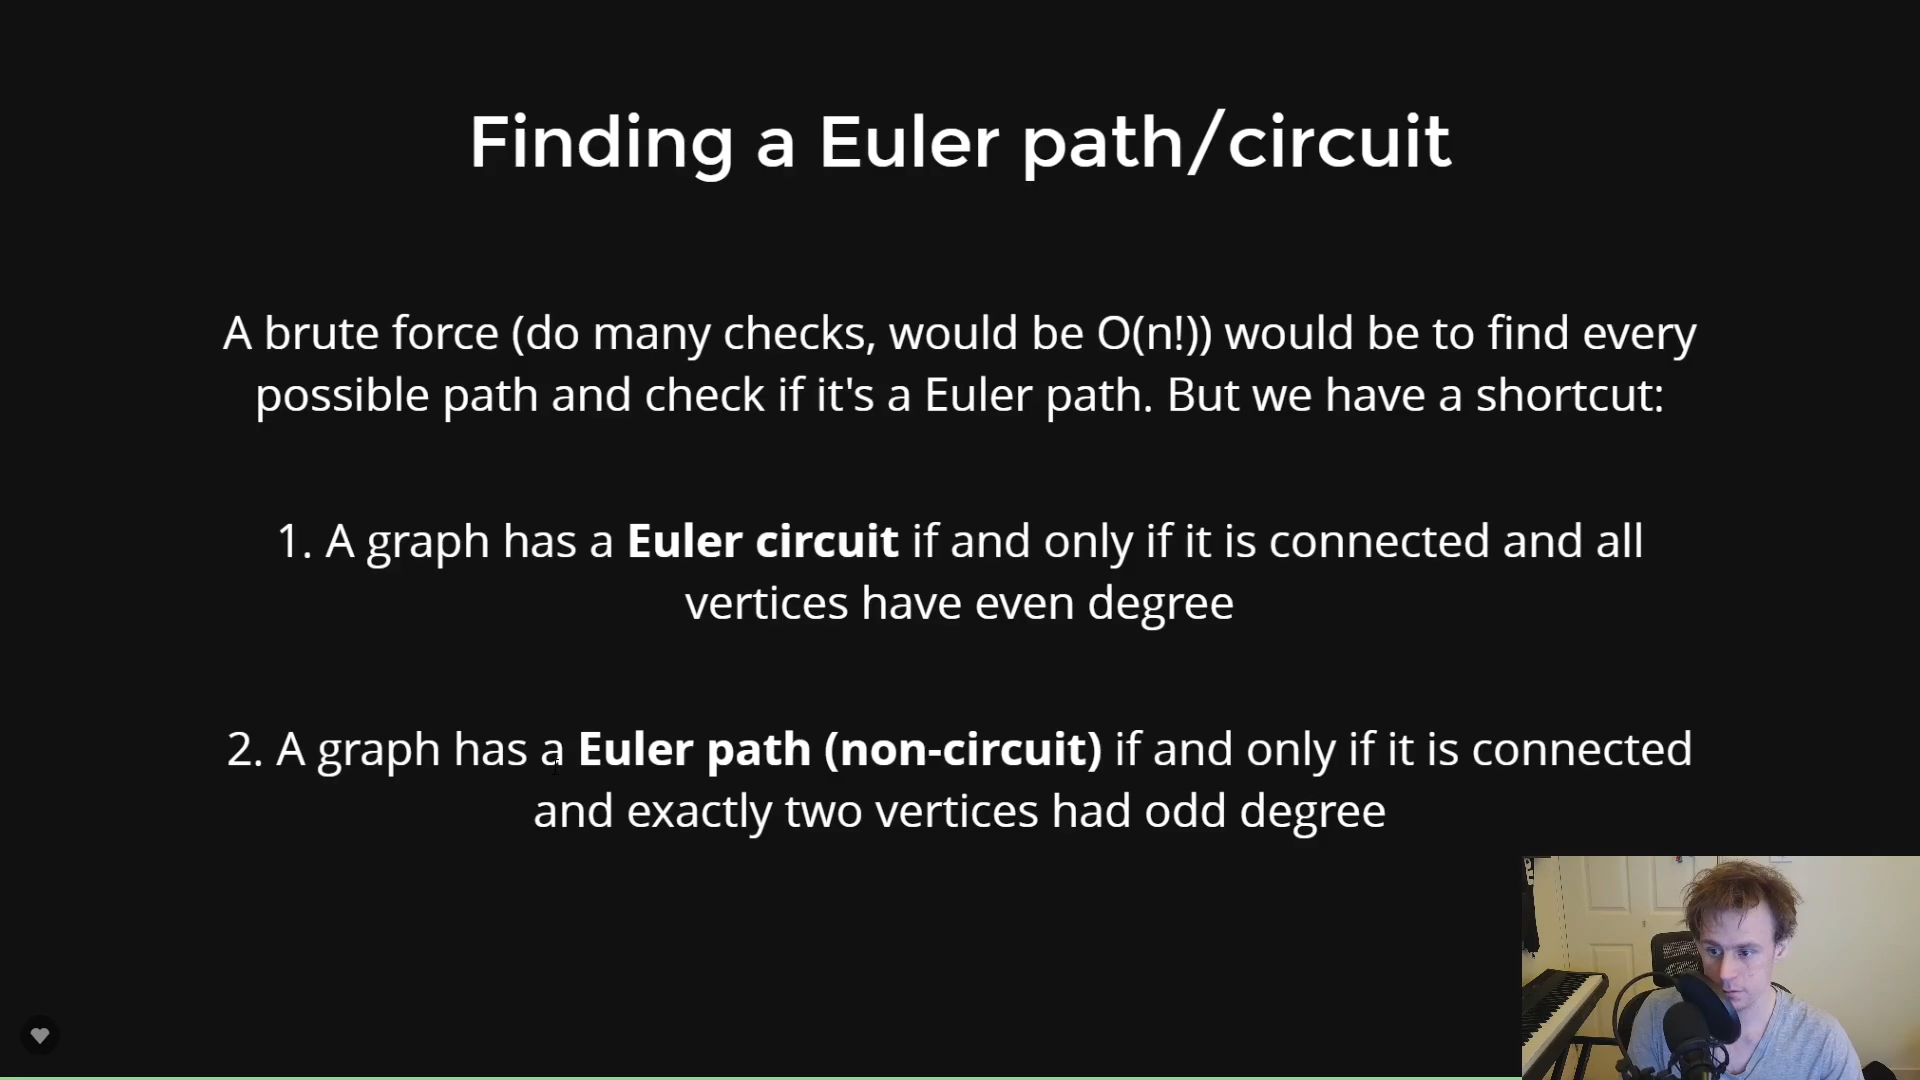 Finding a Euler path/circuit
A brute force (do many checks, would be O(n!)) would be to find every
possible path and check if it's a Euler path. But we have a shortcut:
1. A graph has a Euler circuit if and only if it is connected and all
vertices have even degree
2. A graph has a Euler path (non-circuit) if and only if it is connected
and exactly two vertices had odd degree